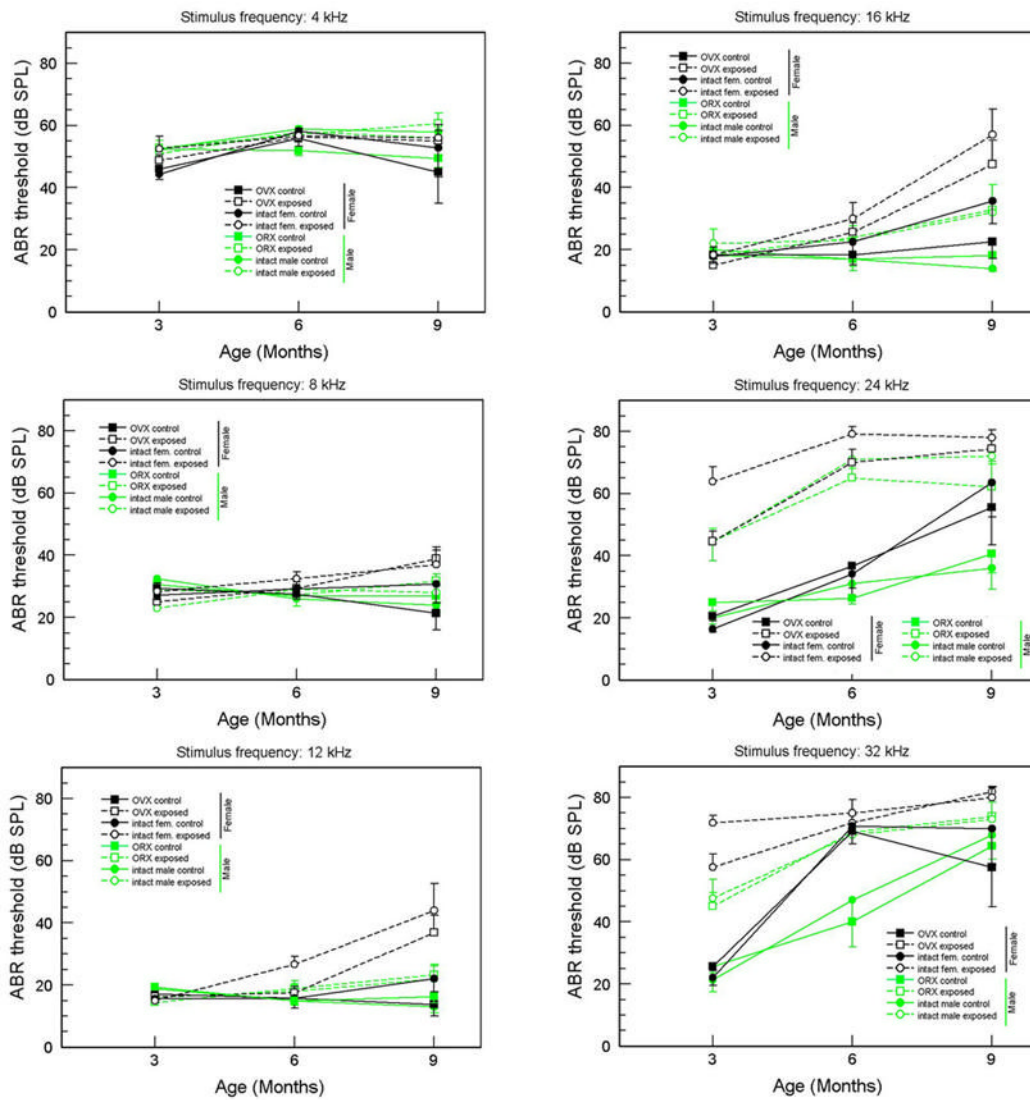 Stimulus frequency: 4 kHz
ABR threshold (dB SPL)
80
60
40
20
0
OVX control
OVX exposed
intact fem. control
intact fem. exposed
Female
ORX control
ORX exposed
intact male control
intact male exposed
Male
3 6 9
Age (Months)
Stimulus frequency: 16 kHz
ABR threshold (dB SPL)
80
60
40
20
0
OVX control
OVX exposed
intact fem. control
intact fem. exposed
Female
ORX control
ORX exposed
intact male control
intact male exposed
Male
3 6 9
Age (Months)
Stimulus frequency: 8 kHz
ABR threshold (dB SPL)
80
60
40
20
0
OVX control
OVX exposed
intact fem. control
intact fem. exposed
Female
ORX control
ORX exposed
intact male control
intact male exposed
Male
3 6 9
Age (Months)
Stimulus frequency: 24 kHz
ABR threshold (dB SPL)
80
60
40
20
0
OVX control
OVX exposed
intact fem. control
intact fem. exposed
Female
ORX control
ORX exposed
intact male control
intact male exposed
Male
3 6 9
Age (Months)
Stimulus frequency: 12 kHz
ABR threshold (dB SPL)
80
60
40
20
0
OVX control
OVX exposed
intact fem. control
intact fem. exposed
Female
ORX control
ORX exposed
intact male control
intact male exposed
Male
3 6 9
Age (Months)
Stimulus frequency: 32 kHz
ABR threshold (dB SPL)
80
60
40
20
0
OVX control
OVX exposed
intact fem. control
intact fem. exposed
Female
ORX control
ORX exposed
intact male control
intact male exposed
Male
3 6 9
Age (Months)